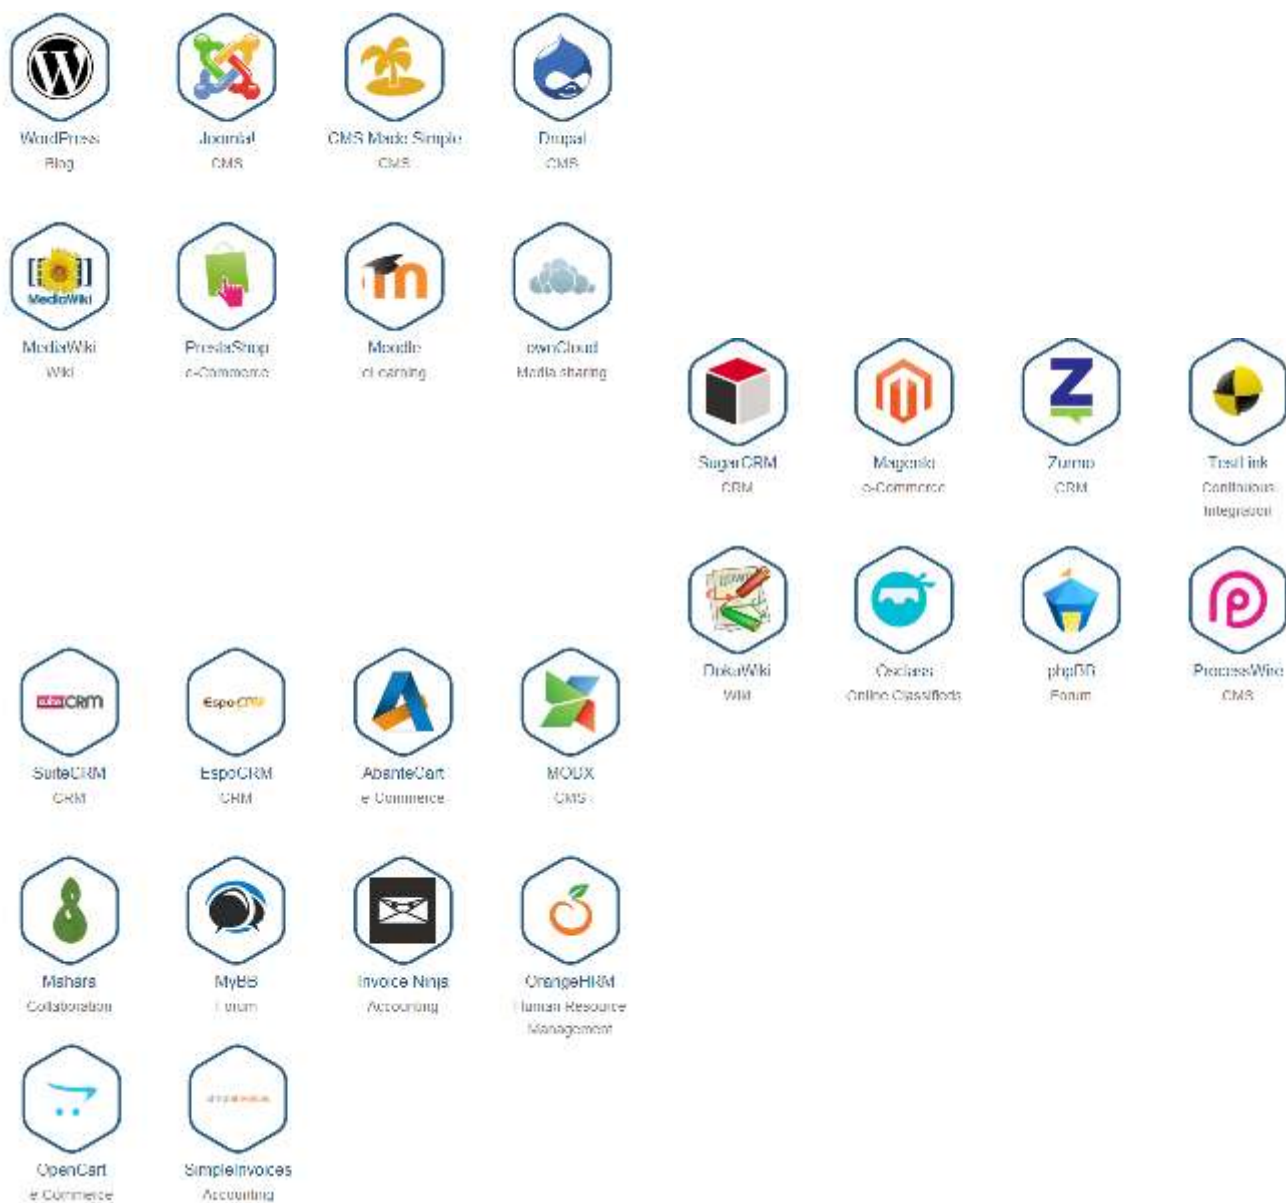 WordPress
Blog
Joomla!
CMS
CMS Made Simple
CMS
Drupal
CMS
MediaWiki
MediaWiki
Wiki
PrestaShop
e-Commerce
m
Moodle
eLearning
ownCloud
Media sharing
SugarCRM
CRM
Magento
e-Commerce
Z
Zurmo
CRM
TestLink
Continuous
Integration
DokuWiki
Wiki
Osclass
Online Classifieds
phpBB
Forum
ProcessWire
CMS
suiteCRM
SuiteCRM
CRM
EspoCRM
EspoCRM
CRM
AbanteCart
e-Commerce
MODX
CMS
Mahara
Collaboration
MyBB
Forum
Invoice Ninja
Accounting
OrangeHRM
Human Resource
Management
OpenCart
e-Commerce
simpleinvoices
SimpleInvoices
Accounting